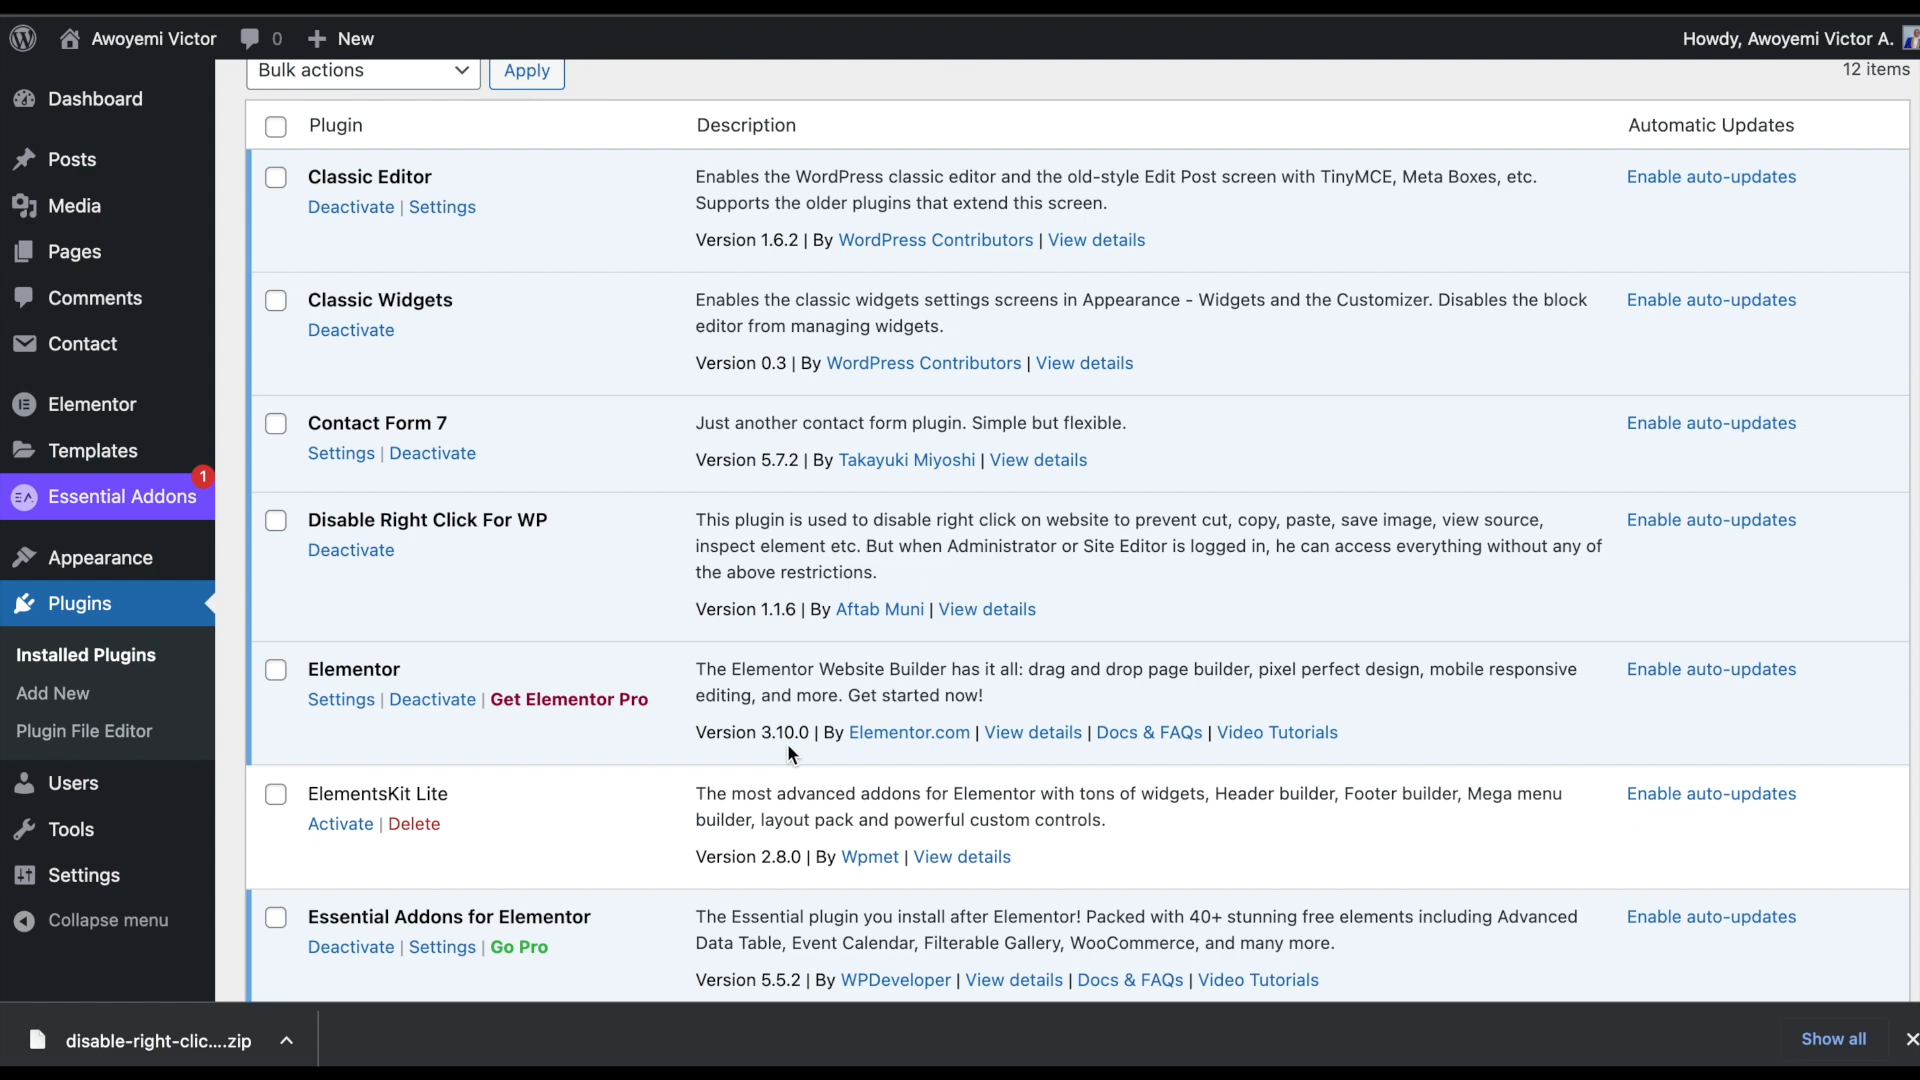 Awoyemi Victor 0 New Howdy, Awoyemi Victor A.
Dashboard
Posts
Media
Pages
Comments
Contact
Elementor
Templates
1
EA Essential Addons
Appearance
Plugins
Installed Plugins
Add New
Plugin File Editor
Users
Tools
Settings
Collapse menu
Bulk actions Apply 12 items
Plugin Description Automatic Updates
Classic Editor
Deactivate | Settings
Enables the WordPress classic editor and the old-style Edit Post screen with TinyMCE, Meta Boxes, etc.
Supports the older plugins that extend this screen.
Version 1.6.2 | By WordPress Contributors | View details
Enable auto-updates
Classic Widgets
Deactivate
Enables the classic widgets settings screens in Appearance - Widgets and the Customizer. Disables the block
editor from managing widgets.
Version 0.3 | By WordPress Contributors | View details
Enable auto-updates
Contact Form 7
Settings | Deactivate
Just another contact form plugin. Simple but flexible.
Version 5.7.2 | By Takayuki Miyoshi | View details
Enable auto-updates
Disable Right Click For WP
Deactivate
This plugin is used to disable right click on website to prevent cut, copy, paste, save image, view source,
inspect element etc. But when Administrator or Site Editor is logged in, he can access everything without any of
the above restrictions.
Version 1.1.6 | By Aftab Muni | View details
Enable auto-updates
Elementor
Settings | Deactivate | Get Elementor Pro
The Elementor Website Builder has it all: drag and drop page builder, pixel perfect design, mobile responsive
editing, and more. Get started now!
Version 3.10.0 | By Elementor.com | View details | Docs & FAQs | Video Tutorials
Enable auto-updates
ElementsKit Lite
Activate | Delete
The most advanced addons for Elementor with tons of widgets, Header builder, Footer builder, Mega menu
builder, layout pack and powerful custom controls.
Version 2.8.0 | By Wpmet | View details
Enable auto-updates
Essential Addons for Elementor
Deactivate | Settings | Go Pro
The Essential plugin you install after Elementor! Packed with 40+ stunning free elements including Advanced
Data Table, Event Calendar, Filterable Gallery, WooCommerce, and many more.
Version 5.5.2 | By WPDeveloper | View details | Docs & FAQs | Video Tutorials
Enable auto-updates
disable-right-clic....zip Show all